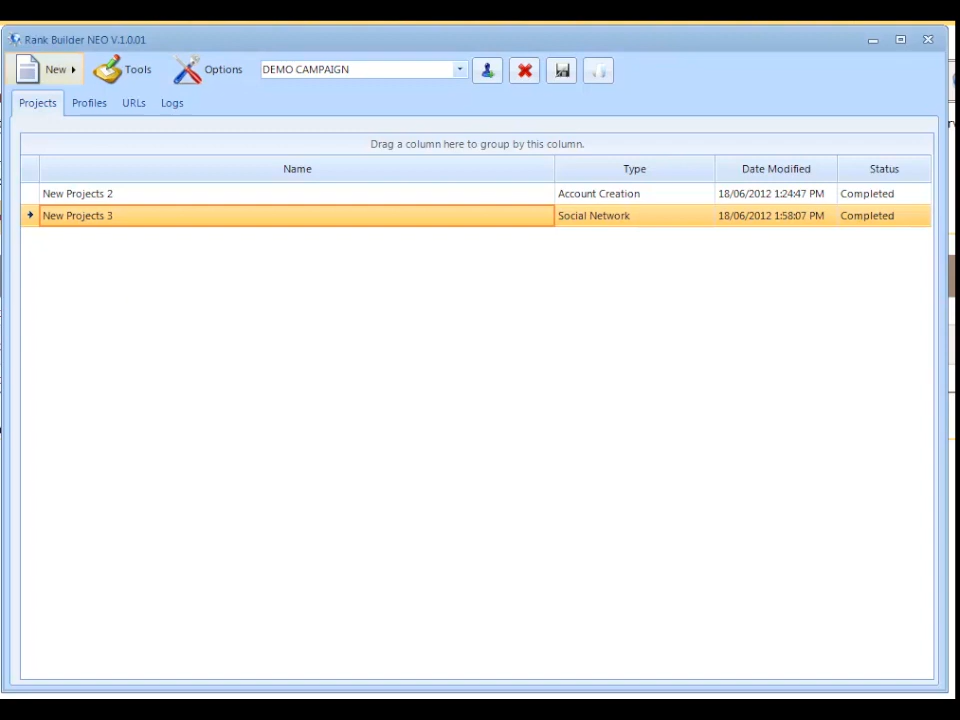 Rank Builder NEO V.1.0.01
New Tools Options DEMO CAMPAIGN
Projects Profiles URLs Logs
Drag a column here to group by this column.
Name Type Date Modified Status
New Projects 2 Account Creation 18/06/2012 1:24:47 PM Completed
New Projects 3 Social Network 18/06/2012 1:58:07 PM Completed